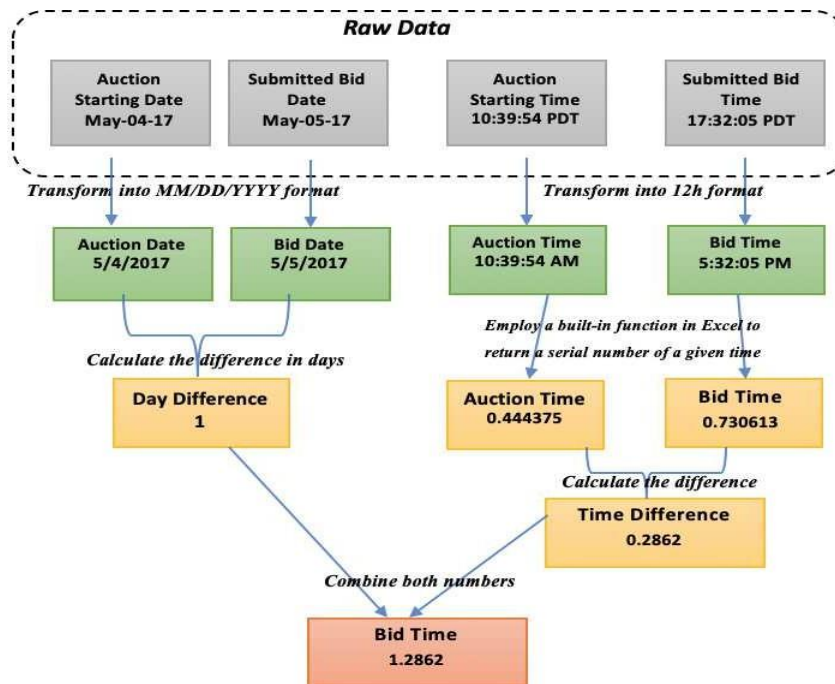 Raw Data
Auction
Starting Date
May-04-17
Submitted Bid
Date
May-05-17
Auction
Starting Time
10:39:54 PDT
Submitted Bid
Time
17:32:05 PDT
Transform into MM/DD/YYYY format
Transform into 12h format
Auction Date
5/4/2017
Bid Date
5/5/2017
Auction Time
10:39:54 AM
Bid Time
5:32:05 PM
Employ a built-in function in Excel to
return a serial number of a given time
Calculate the difference in days
Day Difference
1
Auction Time
0.444375
Bid Time
0.730613
Calculate the difference
Time Difference
0.2862
Combine both numbers
Bid Time
1.2862